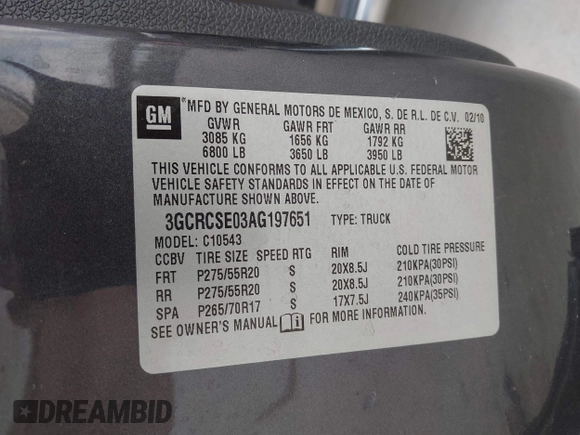 GM
® MFD BY GENERAL MOTORS DE MEXICO, S. DE R.L. DE C.V. 02/10
GVWR GAWR FRT GAWR RR
3085 KG 1656 KG 1792 KG
6800 LB 3650 LB 3950 LB
THIS VEHICLE CONFORMS TO ALL APPLICABLE U.S. FEDERAL MOTOR
VEHICLE SAFETY STANDARDS IN EFFECT ON THE DATE OF
MANUFACTURE SHOWN ABOVE.
3GCRCSE03AG197651 TYPE: TRUCK
MODEL: C10543
CCBV TIRE SIZE SPEED RTG RIM COLD TIRE PRESSURE
FRT P275/55R20 S 20X8.5J 210KPA(30PSI)
RR P275/55R20 S 20X8.5J 210KPA(30PSI)
SPA P265/70R17 S 17X7.5J 240KPA(35PSI)
SEE OWNER'S MANUAL FOR MORE INFORMATION.
DREAMBID